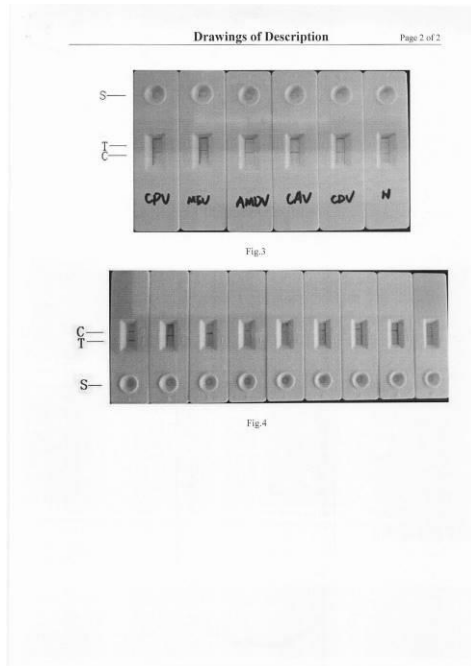 Drawings of Description
Page 2 of 2
S
T
C
CPV MEV AMDV CAV CDV N
Fig.3
C
T
S
Fig.4